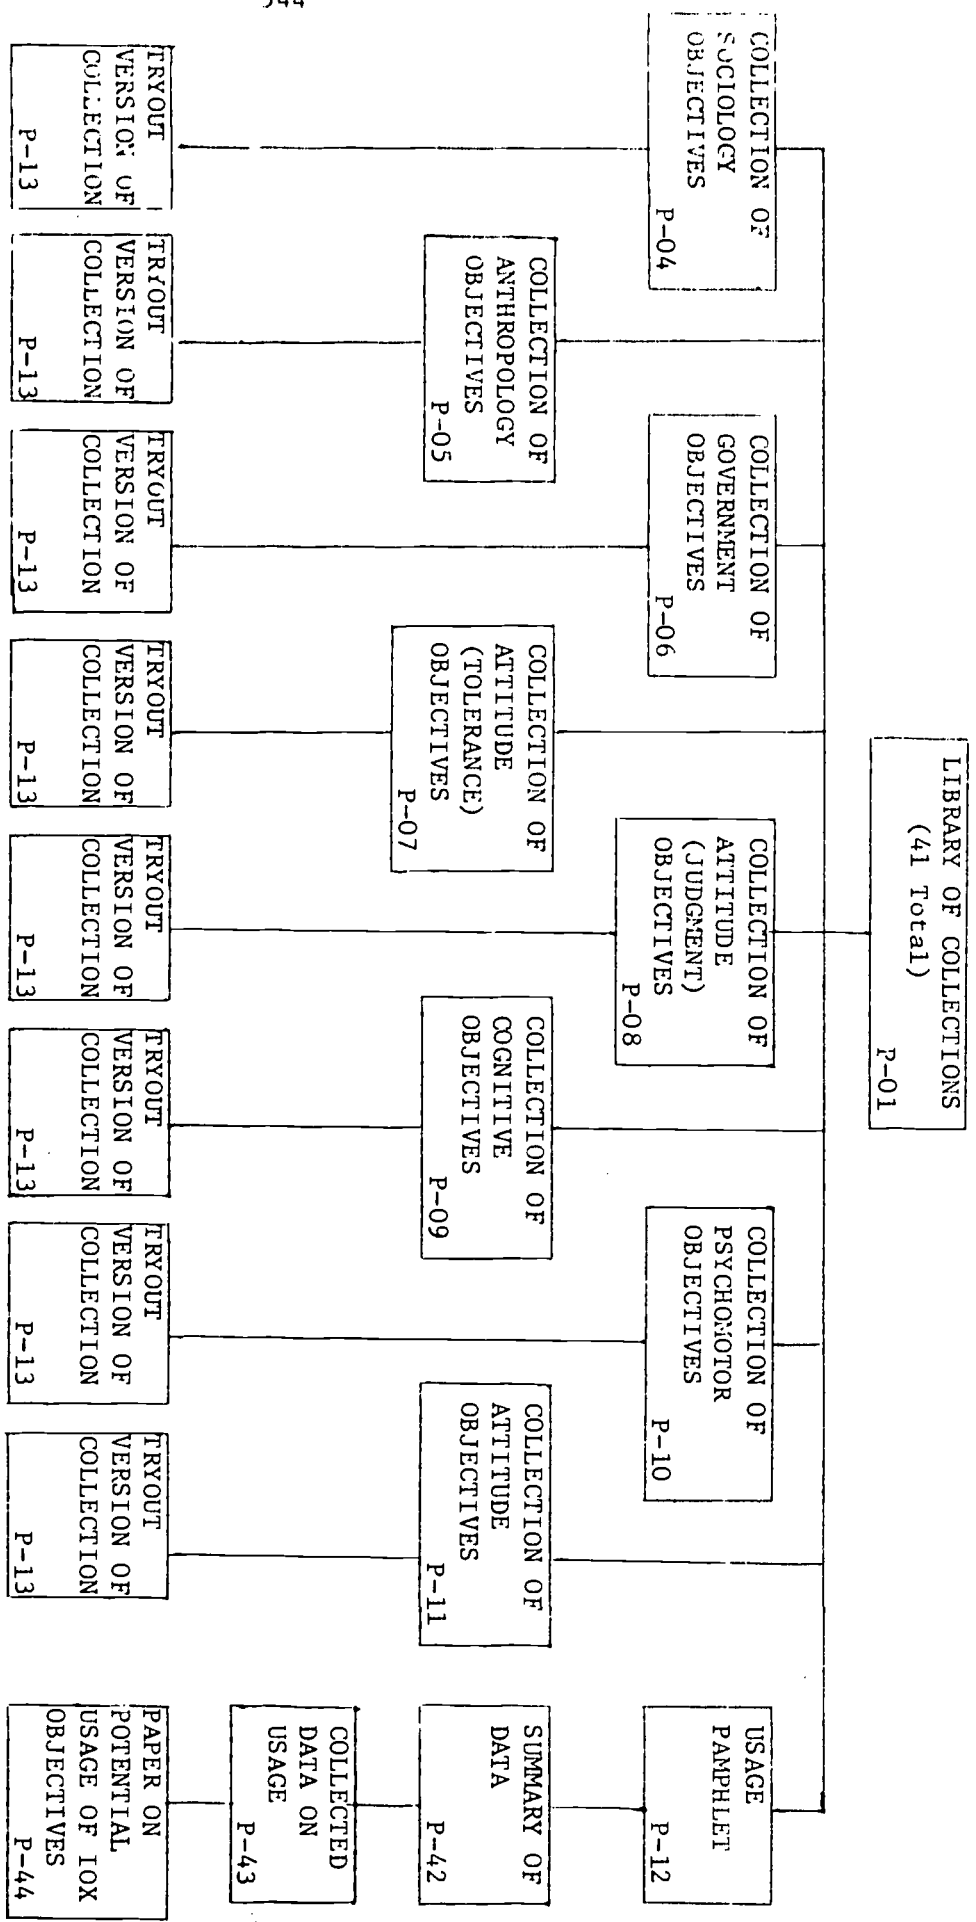 344
LIBRARY OF COLLECTIONS
(41 Total)
P-01
COLLECTION OF
SOCIOLOGY
OBJECTIVES
P-04
COLLECTION OF
ANTHROPOLOGY
OBJECTIVES
P-05
COLLECTION OF
GOVERNMENT
OBJECTIVES
P-06
COLLECTION OF
ATTITUDE
(TOLERANCE)
OBJECTIVES
P-07
COLLECTION OF
ATTITUDE
(JUDGMENT)
OBJECTIVES
P-08
COLLECTION OF
COGNITIVE
OBJECTIVES
P-09
COLLECTION OF
PSYCHOMOTOR
OBJECTIVES
P-10
COLLECTION OF
ATTITUDE
OBJECTIVES
P-11
USAGE
PAMPHLET
P-12
SUMMARY OF
DATA
P-42
COLLECTED
DATA ON
USAGE
P-43
TRYOUT
VERSION OF
COLLECTION
P-13
TRYOUT
VERSION OF
COLLECTION
P-13
TRYOUT
VERSION OF
COLLECTION
P-13
TRYOUT
VERSION OF
COLLECTION
P-13
TRYOUT
VERSION OF
COLLECTION
P-13
TRYOUT
VERSION OF
COLLECTION
P-13
TRYOUT
VERSION OF
COLLECTION
P-13
TRYOUT
VERSION OF
COLLECTION
P-13
PAPER ON
POTENTIAL
USAGE OF IOX
OBJECTIVES
P-44